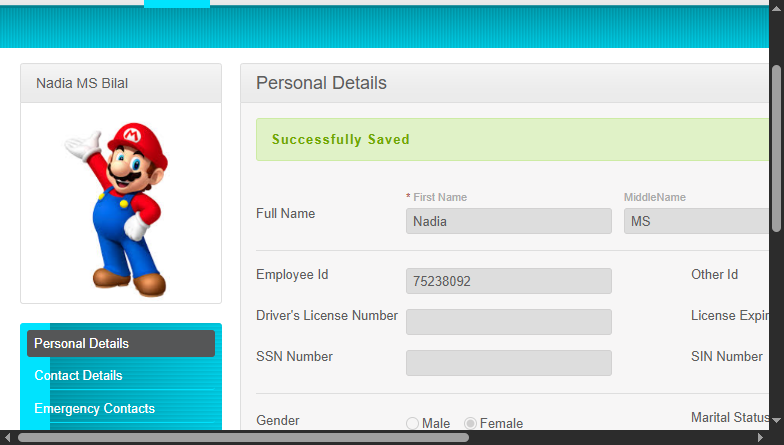 Nadia MS Bilal
M
Personal Details
Contact Details
Emergency Contacts
Personal Details
Successfully Saved
Full Name
* First Name
Nadia
MiddleName
MS
Employee Id
75238092
Other Id
Driver's License Number
License Expir
SSN Number
SIN Number
Gender
Male
Female
Marital Status